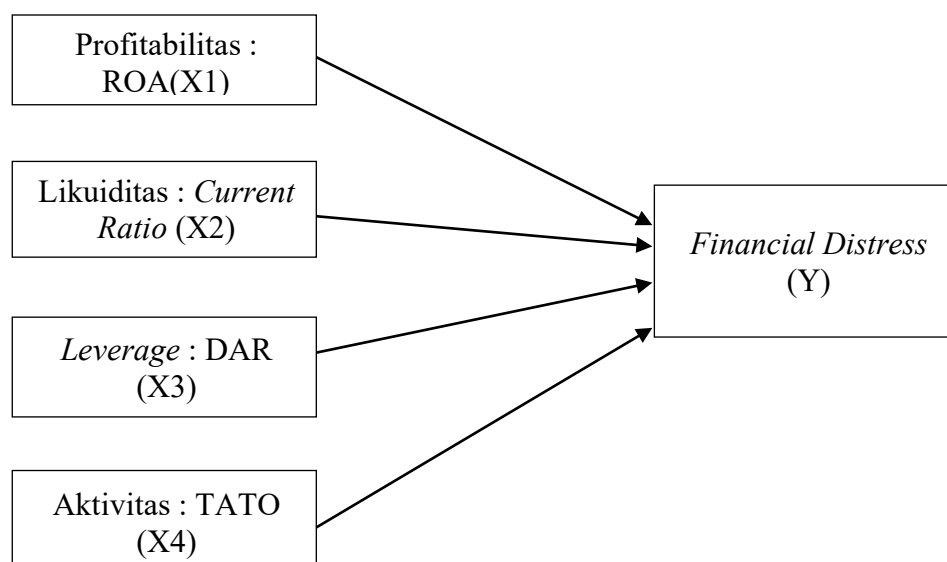 Profitabilitas :
ROA(X1)
Likuiditas : Current
Ratio (X2)
Financial Distress
(Y)
Leverage : DAR
(X3)
Aktivitas : TATO
(X4)